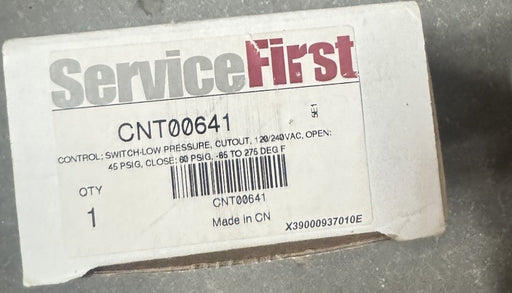 ServiceFirst
CNT00641
5E1
CONTROL; SWITCH-LOW PRESSURE, CUTOUT, 120/240VAC, OPEN:
45 PSIG, CLOSE: 60 PSIG, -65 TO 275 DEG F
QTY
1
CNT00641
Made in CN
X39000937010E